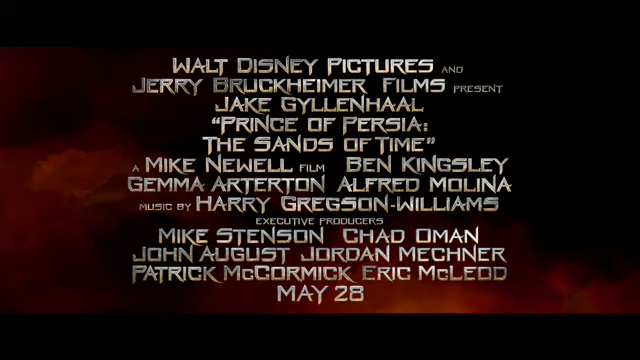 WALT DISNEY PICTURES AND
JERRY BRUCKHEIMER FILMS PRESENT
JAKE GYLLENHAAL
"PRINCE OF PERSIA:
THE SANDS OF TIME"
A MIKE NEWELL FILM BEN KINGSLEY
GEMMA ARTERTON ALFRED MOLINA
MUSIC BY HARRY GREGSON-WILLIAMS
EXECUTIVE PRODUCERS
MIKE STENSON CHAD OMAN
JOHN AUGUST JORDAN MECHNER
PATRICK MCCORMICK ERIC MCLEOD
MAY 28